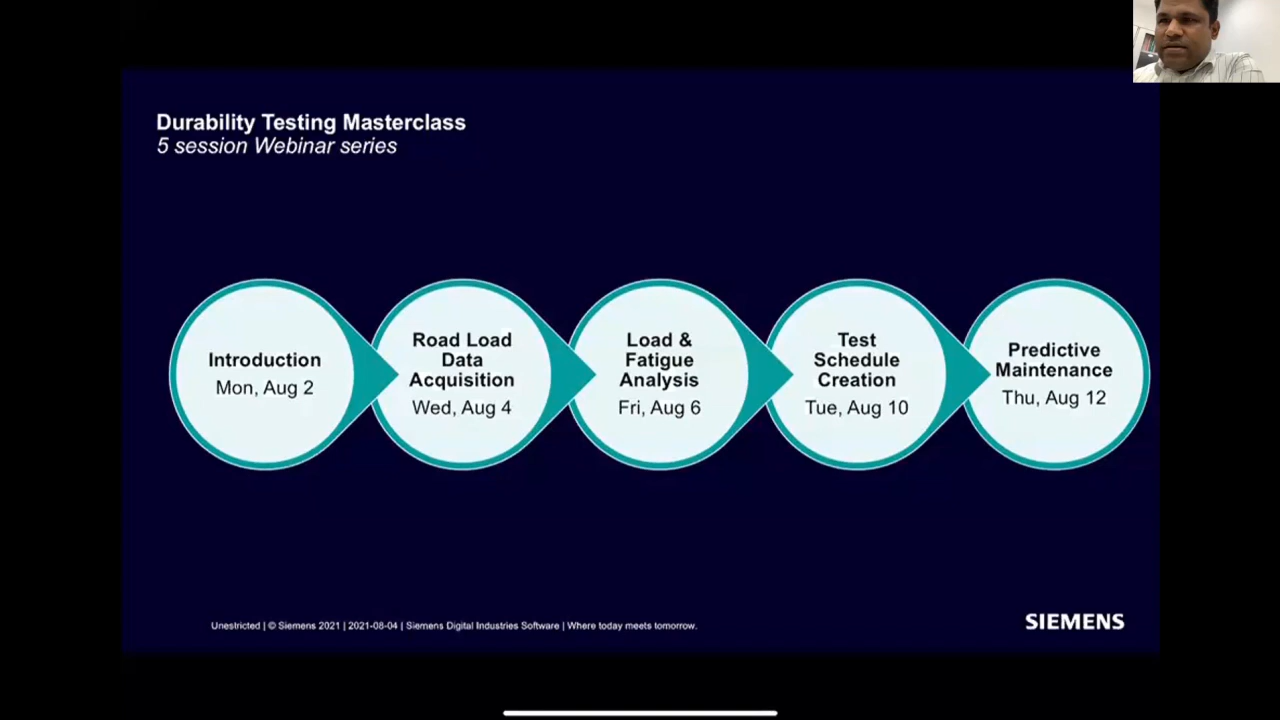 Durability Testing Masterclass
5 session Webinar series
Introduction
Mon, Aug 2
Road Load
Data
Acquisition
Wed, Aug 4
Load &
Fatigue
Analysis
Fri, Aug 6
Test
Schedule
Creation
Tue, Aug 10
Predictive
Maintenance
Thu, Aug 12
Unestricted | © Siemens 2021 | 2021-08-04 | Siemens Digital Industries Software | Where today meets tomorrow.
SIEMENS